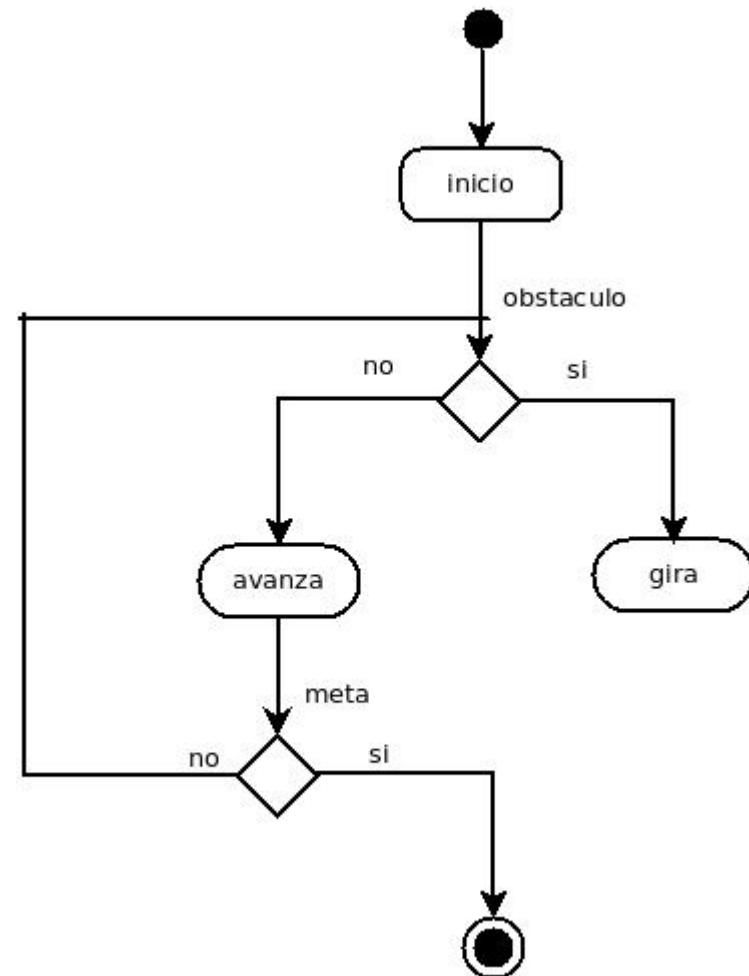 inicio
obstaculo
no
si
avanza
gira
meta
no
si